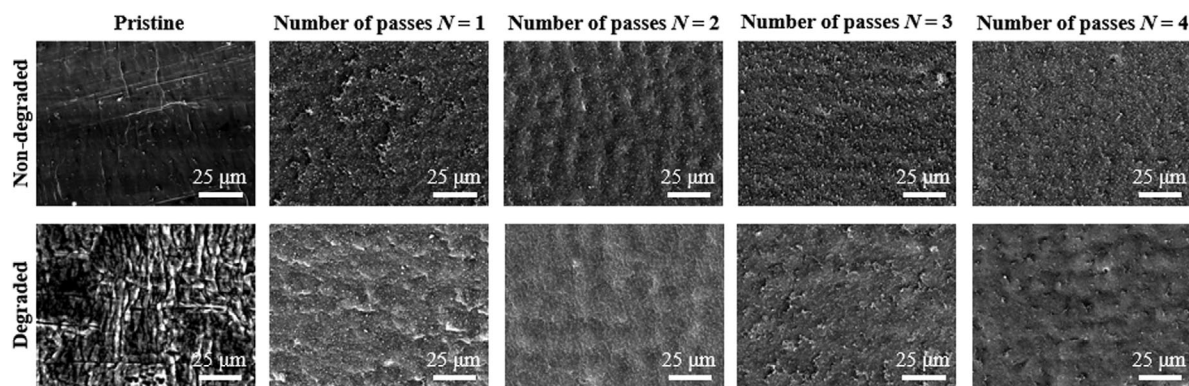 Pristine
Number of passes N = 1
Number of passes N = 2
Number of passes N = 3
Number of passes N = 4
Non-degraded
25 μm
25 μm
25 μm
25 μm
25 μm
Degraded
25 μm
25 μm
25 μm
25 μm
25 μm